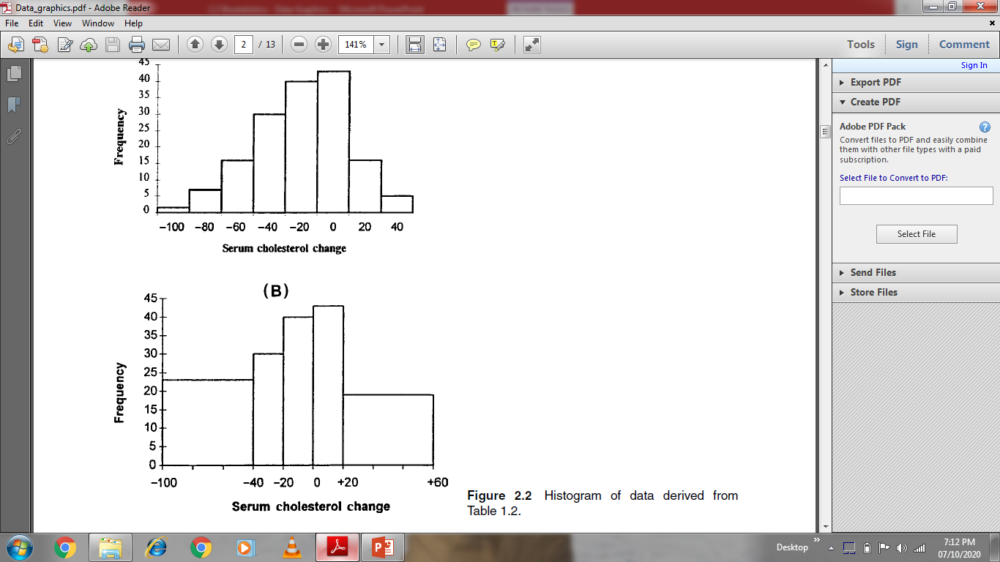 Data_graphics.pdf - Adobe Reader
File Edit View Window Help
2 / 13 141% Tools Sign Comment
Sign In
Export PDF
Create PDF
Adobe PDF Pack
Convert files to PDF and easily combine
them with other file types with a paid
subscription.
Select File to Convert to PDF:
Select File
Send Files
Store Files
45
40
35
30
25
20
15
10
5
0
Frequency
−100 −80 −60 −40 −20 0 20 40
Serum cholesterol change
(B)
45
40
35
30
25
20
15
10
5
0
Frequency
−100 −40 −20 0 +20 +60
Serum cholesterol change
Figure 2.2 Histogram of data derived from
Table 1.2.
Desktop
7:12 PM
07/10/2020